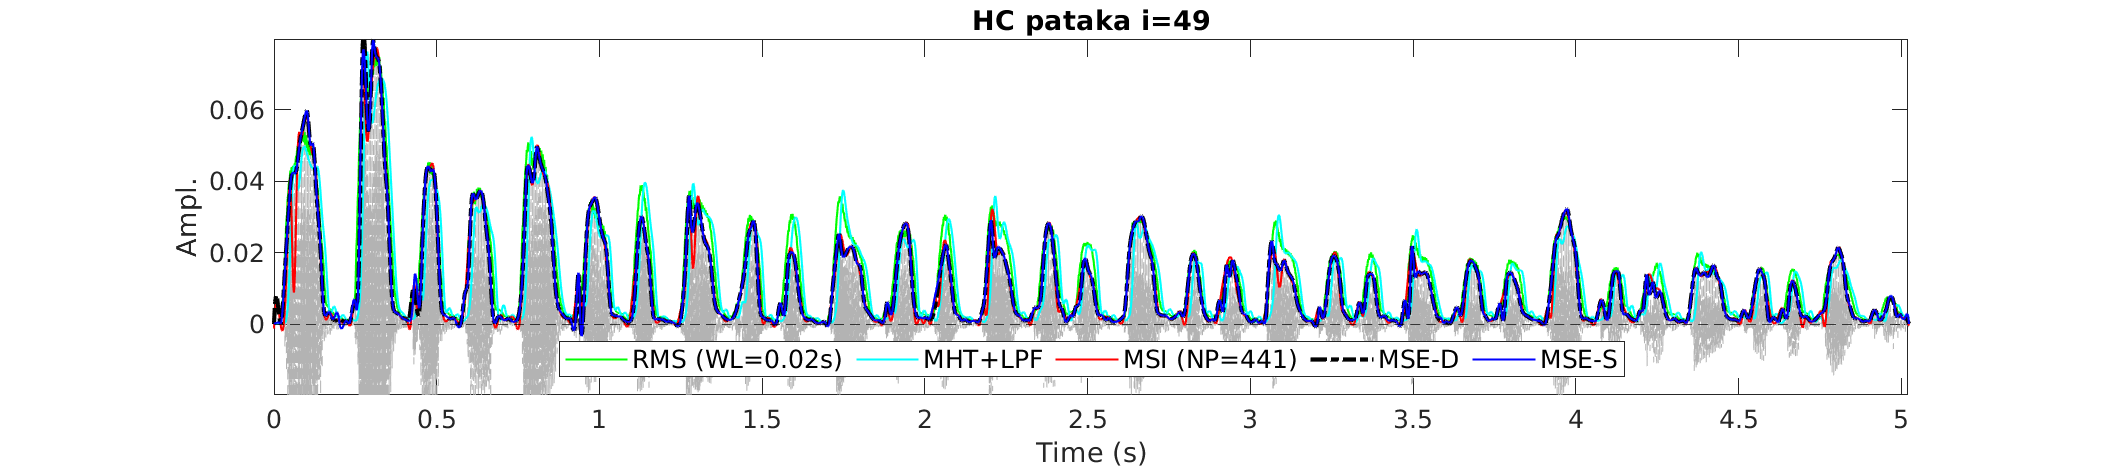 HC pataka i=49
Ampl.
0.06
0.04
0.02
0
RMS (WL=0.02s) MHT+LPF MSI (NP=441) MSE-D MSE-S
0 0.5 1 1.5 2 2.5 3 3.5 4 4.5 5
Time (s)